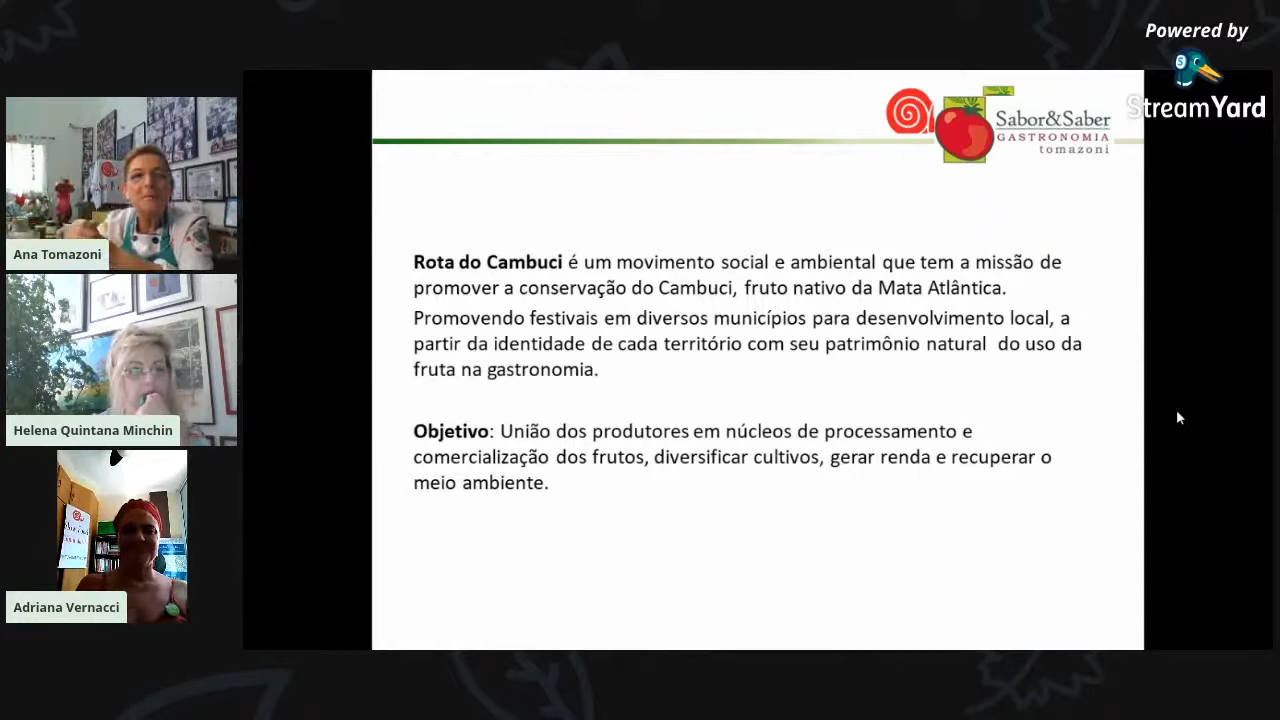 Powered by
StreamYard
Sabor&Saber
GASTRONOMIA
tomazoni
Ana Tomazoni
Helena Quintana Minchin
Adriana Vernacci
Rota do Cambuci é um movimento social e ambiental que tem a missão de
promover a conservação do Cambuci, fruto nativo da Mata Atlântica.
Promovendo festivais em diversos municípios para desenvolvimento local, a
partir da identidade de cada território com seu patrimônio natural do uso da
fruta na gastronomia.
Objetivo: União dos produtores em núcleos de processamento e
comercialização dos frutos, diversificar cultivos, gerar renda e recuperar o
meio ambiente.